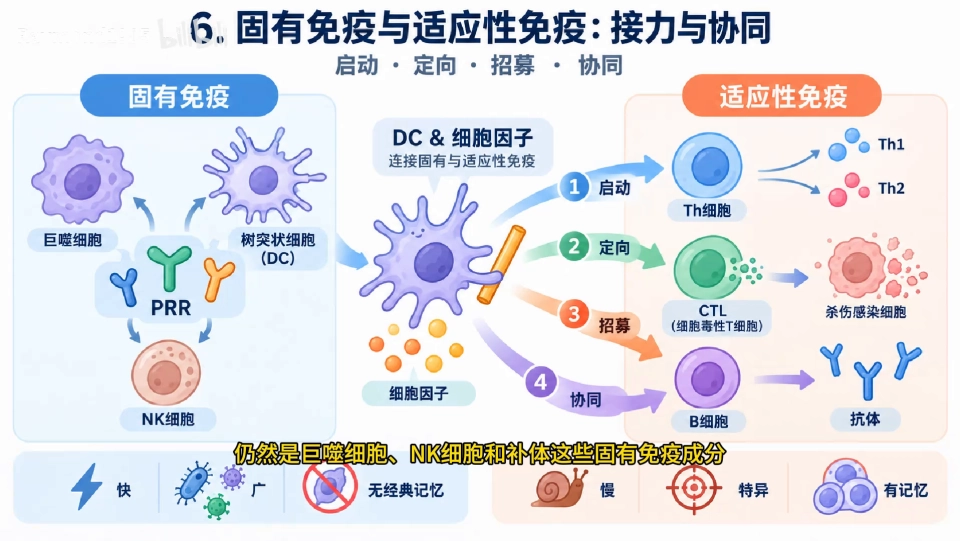 6. 固有免疫与适应性免疫: 接力与协同
启动 · 定向 · 招募 · 协同
固有免疫
巨噬细胞
树突状细胞
(DC)
PRR
NK细胞
DC & 细胞因子
连接固有与适应性免疫
细胞因子
1 启动
2 定向
3 招募
4 协同
适应性免疫
Th细胞
Th1
Th2
CTL
(细胞毒性T细胞)
杀伤感染细胞
B细胞
抗体
仍然是巨噬细胞、NK细胞和补体这些固有免疫成分
快
广
无经典记忆
慢
特异
有记忆
bilibili